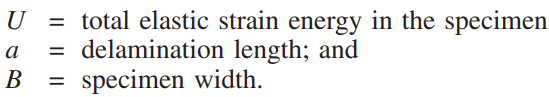 U = total elastic strain energy in the specimen
a = delamination length; and
B = specimen width.